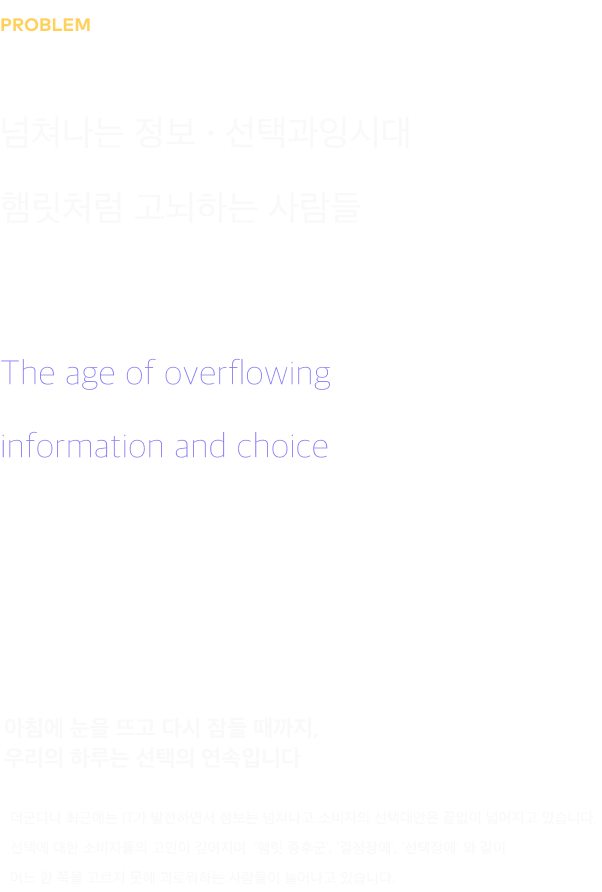 PROBLEM
넘쳐나는 정보 · 선택과잉시대
햄릿처럼 고뇌하는 사람들
The age of overflowing
information and choice
아침에 눈을 뜨고 다시 잠들 때까지,
우리의 하루는 선택의 연속입니다
더군다나 최근에는 IT가 발전하면서 정보는 넘쳐나고 소비자의 선택대안은 끝없이 넓어지고 있습니다
선택에 대한 소비자들의 고민이 깊어지며 '햄릿 증후군', '결정장애', '선택장애' 와 같이
어느 한 쪽을 고르지 못해 괴로워하는 사람들이 늘어나고 있습니다